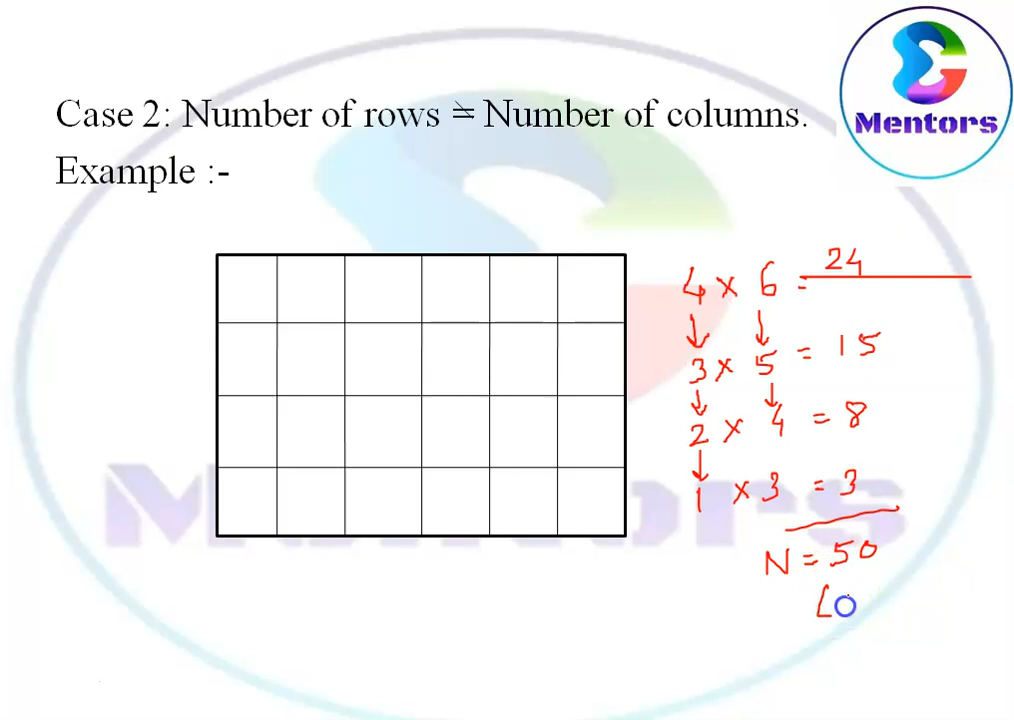 Mentors
Case 2: Number of rows ≠ Number of columns.
Example :-
4 x 6 = 24
3 x 5 = 15
2 x 4 = 8
1 x 3 = 3
N = 50
Mentors